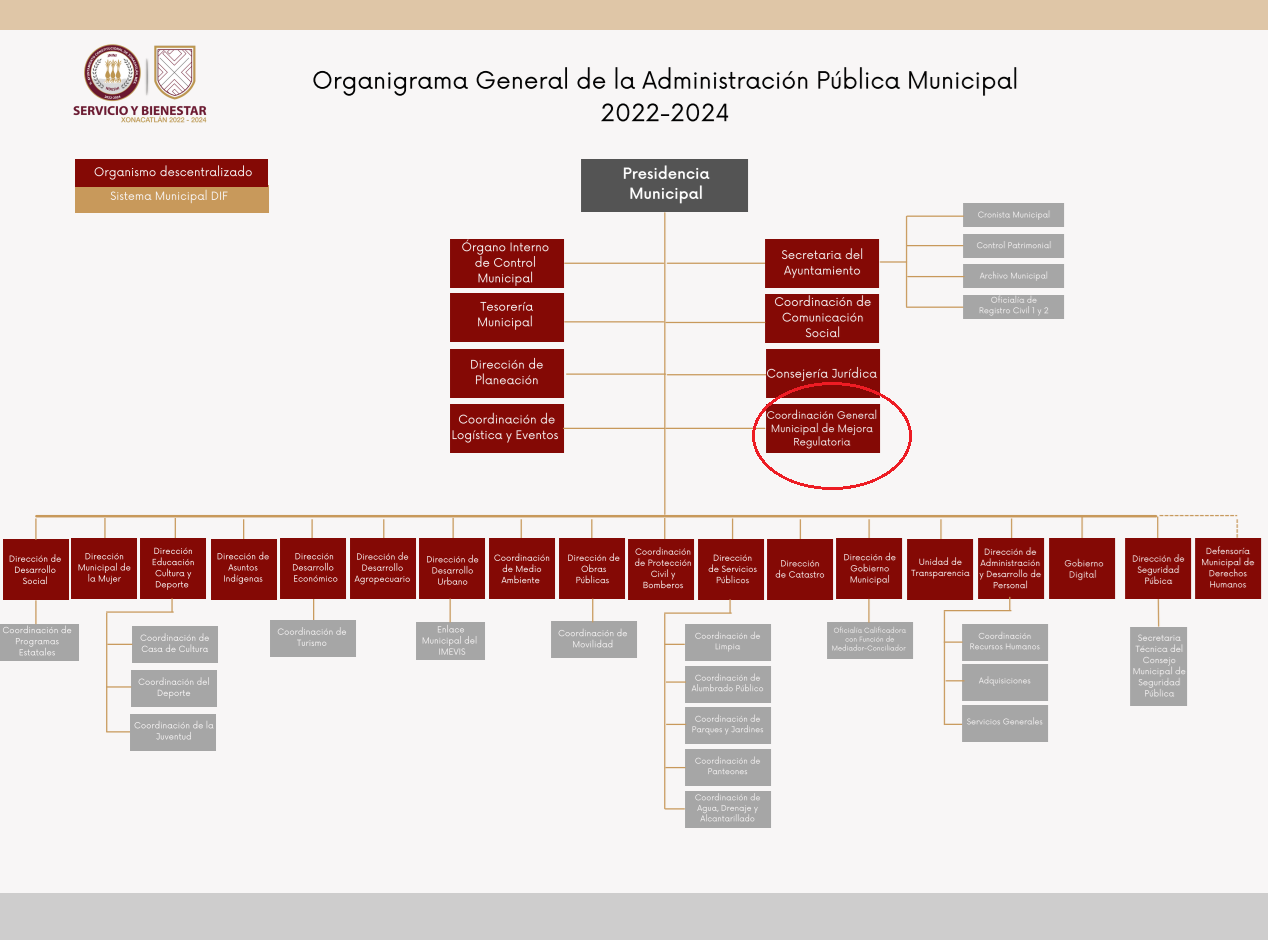 Organigrama General de la Administración Pública Municipal
2022-2024
SERVICIO Y BIENESTAR
XONACATLÁN 2022 - 2024
Organismo descentralizado
Sistema Municipal DIF
Presidencia
Municipal
Órgano Interno
de Control
Municipal
Tesorería
Municipal
Dirección de
Planeación
Coordinación de
Logística y Eventos
Secretaria del
Ayuntamiento
Coordinación de
Comunicación
Social
Consejería Jurídica
Coordinación General
Municipal de Mejora
Regulatoria
Cronista Municipal
Control Patrimonial
Archivo Municipal
Oficialía de
Registro Civil 1 y 2
Dirección de
Desarrollo
Social
Dirección
Municipal de
la Mujer
Dirección
Educación
Cultura y
Deporte
Dirección de
Asuntos
Indígenas
Dirección
Desarrollo
Económico
Dirección de
Desarrollo
Agropecuario
Dirección de
Desarrollo
Urbano
Coordinación
de Medio
Ambiente
Dirección de
Obras
Públicas
Coordinación
de Protección
Civil y
Bomberos
Dirección
de Servicios
Públicos
Dirección
de Catastro
Dirección de
Gobierno
Municipal
Unidad de
Transparencia
Dirección de
Administración
y Desarrollo de
Personal
Gobierno
Digital
Dirección de
Seguridad
Púbica
Defensoría
Municipal de
Derechos
Humanos
Coordinación de
Programas
Estatales
Coordinación de
Casa de Cultura
Coordinación del
Deporte
Coordinación de la
Juventud
Coordinación de
Turismo
Enlace
Municipal del
IMEVIS
Coordinación de
Movilidad
Coordinación de
Limpia
Coordinación de
Alumbrado Público
Coordinación de
Parques y Jardines
Coordinación de
Panteones
Coordinación de
Agua, Drenaje y
Alcantarillado
Oficialía Calificadora
con Función de
Mediador-Conciliador
Coordinación
Recursos Humanos
Adquisiciones
Servicios Generales
Secretaria
Técnica del
Consejo
Municipal de
Seguridad
Pública